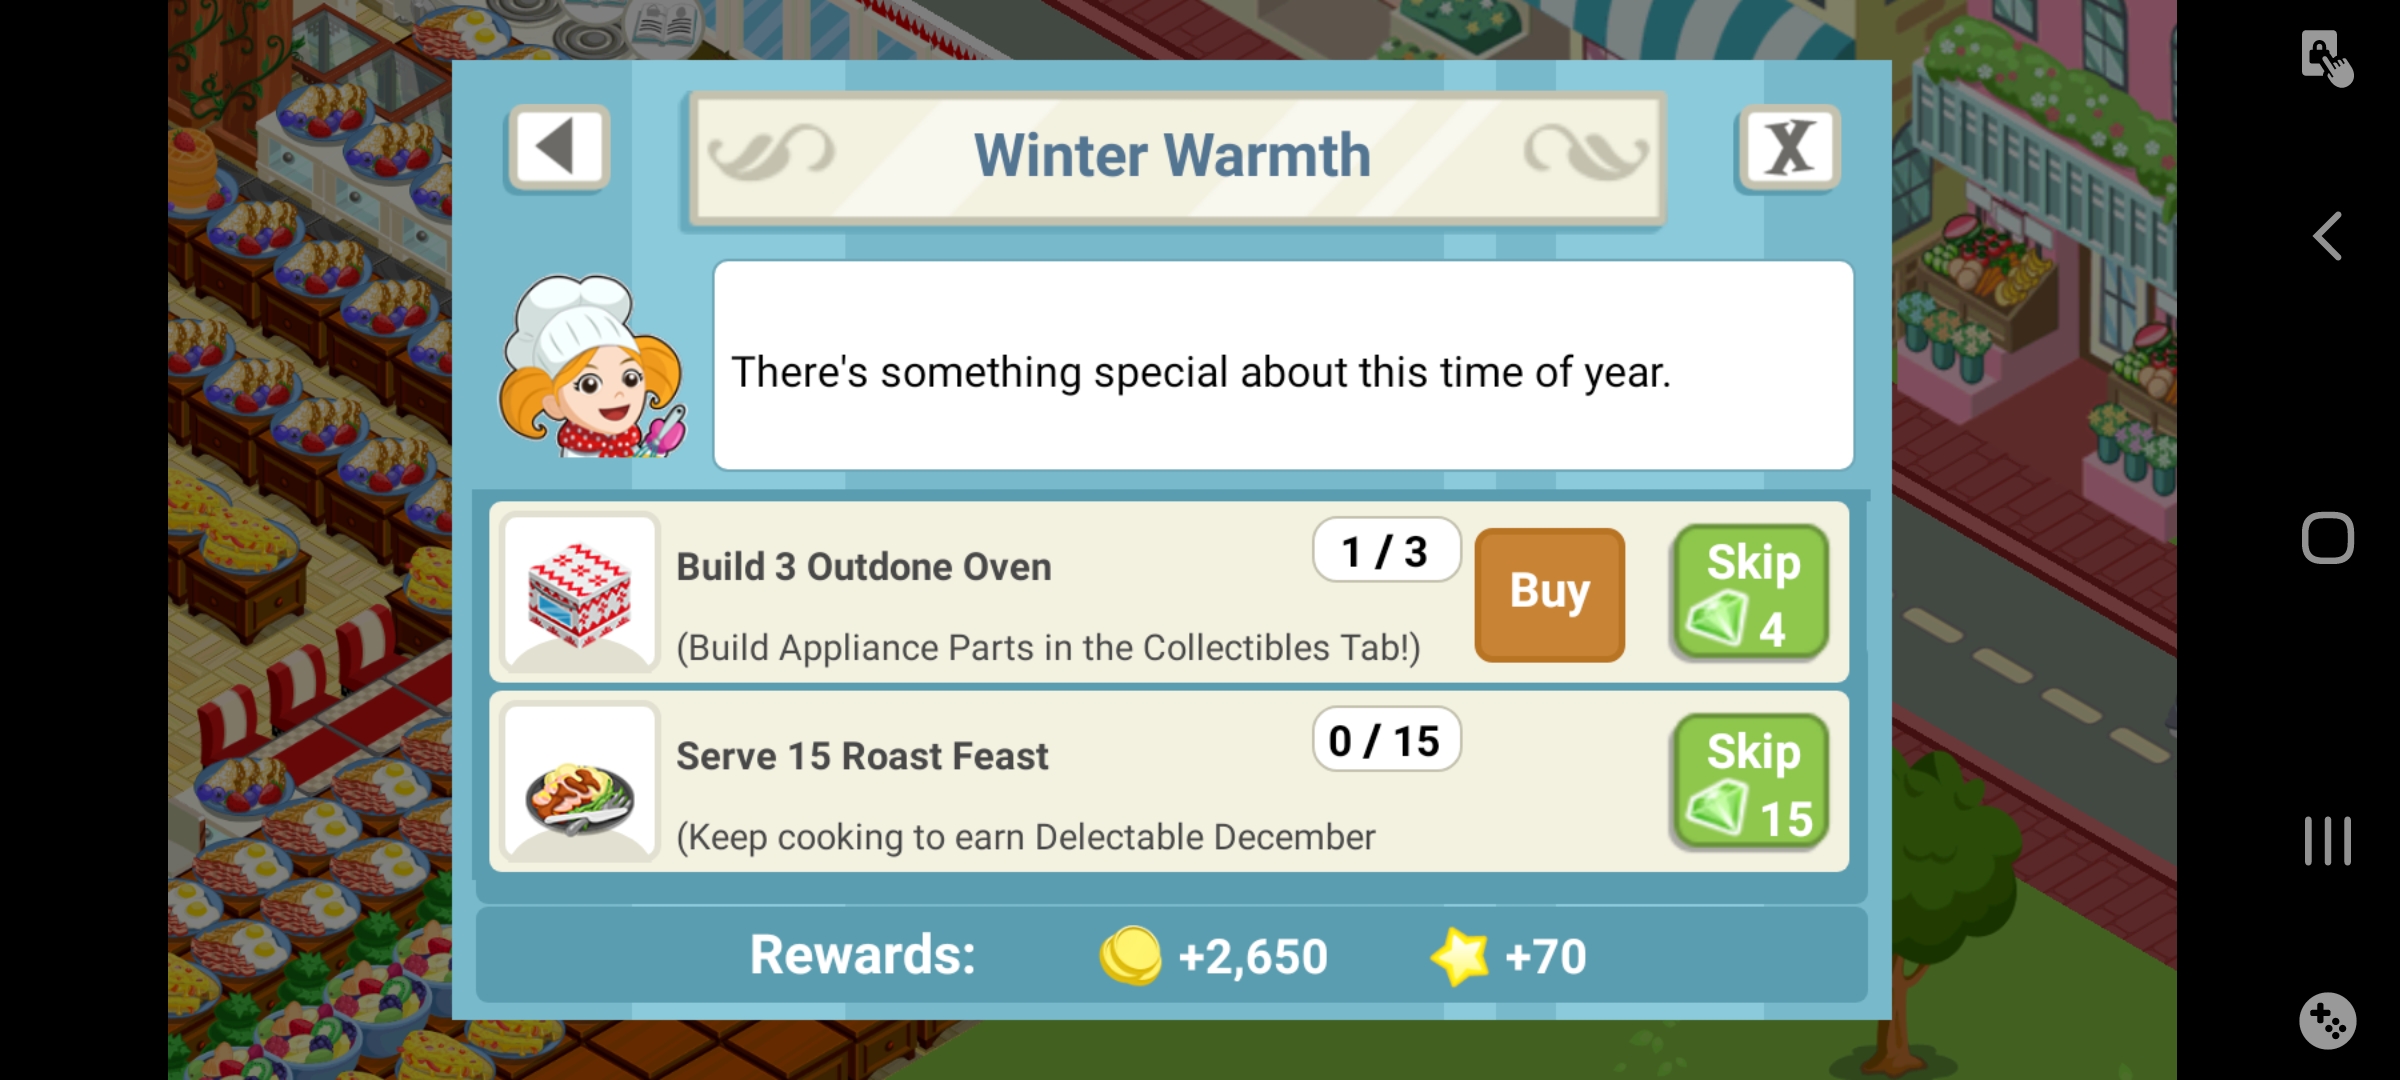 Winter Warmth
X
There's something special about this time of year.
Build 3 Outdone Oven
1 / 3
Buy
Skip
4
(Build Appliance Parts in the Collectibles Tab!)
Serve 15 Roast Feast
0 / 15
Skip
15
(Keep cooking to earn Delectable December
Rewards: +2,650 +70